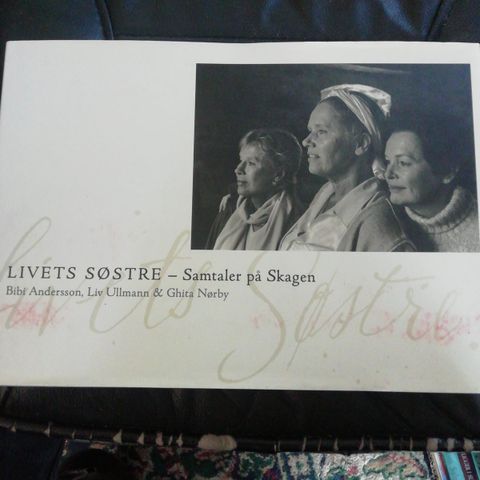 LIVETS SØSTRE – Samtaler på Skagen
Bibi Andersson, Liv Ullmann & Ghita Nørby
Livets Søstre